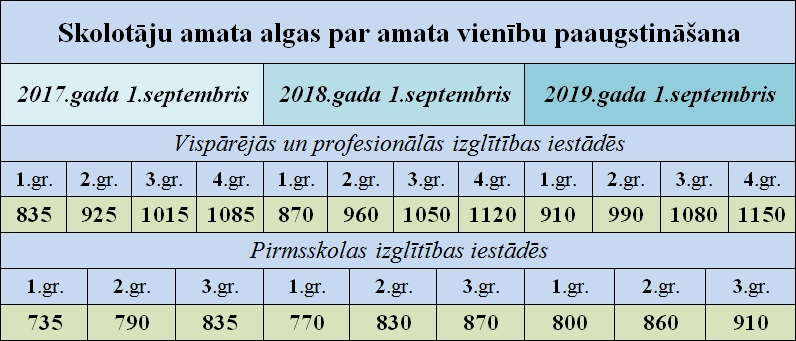 Skolotāju amata algas par amata vienību paaugstināšana
2017.gada 1.septembris 2018.gada 1.septembris 2019.gada 1.septembris
Vispārējās un profesionālās izglītības iestādēs
1.gr. 2.gr. 3.gr. 4.gr. 1.gr. 2.gr. 3.gr. 4.gr. 1.gr. 2.gr. 3.gr. 4.gr.
835 925 1015 1085 870 960 1050 1120 910 990 1080 1150
Pirmsskolas izglītības iestādēs
1.gr. 2.gr. 3.gr. 1.gr. 2.gr. 3.gr. 1.gr. 2.gr. 3.gr.
735 790 835 770 830 870 800 860 910